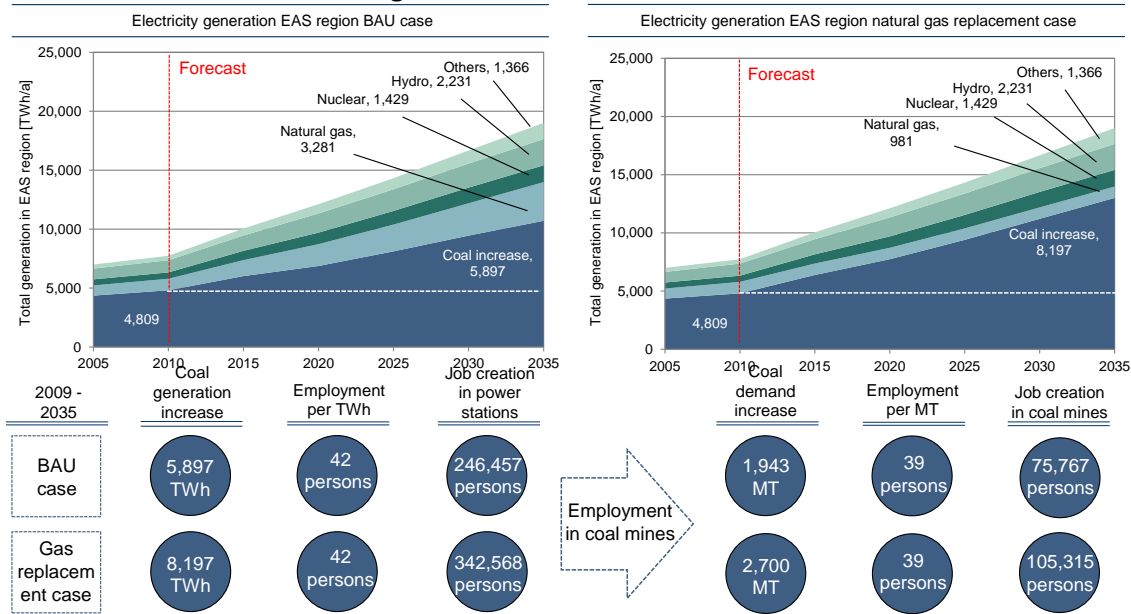 Electricity generation EAS region BAU case
Total generation in EAS region [TWh/a]
25,000
20,000
15,000
10,000
5,000
0
Forecast
Others, 1,366
Hydro, 2,231
Nuclear, 1,429
Natural gas,
3,281
Coal increase,
5,897
4,809
2005
2010
2015
2020
2025
2030
2035
Electricity generation EAS region natural gas replacement case
Total generation in EAS region [TWh/a]
25,000
20,000
15,000
10,000
5,000
0
Forecast
Others, 1,366
Hydro, 2,231
Nuclear, 1,429
Natural gas,
981
Coal increase,
8,197
4,809
2005
2010
2015
2020
2025
2030
2035
2009 -
2035
Coal
generation
increase
Employment
per TWh
Job creation
in power
stations
BAU
case
5,897
TWh
42
persons
246,457
persons
Gas
replacem
ent case
8,197
TWh
42
persons
342,568
persons
Employment
in coal mines
Coal
demand
increase
Employment
per MT
Job creation
in coal mines
1,943
MT
39
persons
75,767
persons
2,700
MT
39
persons
105,315
persons